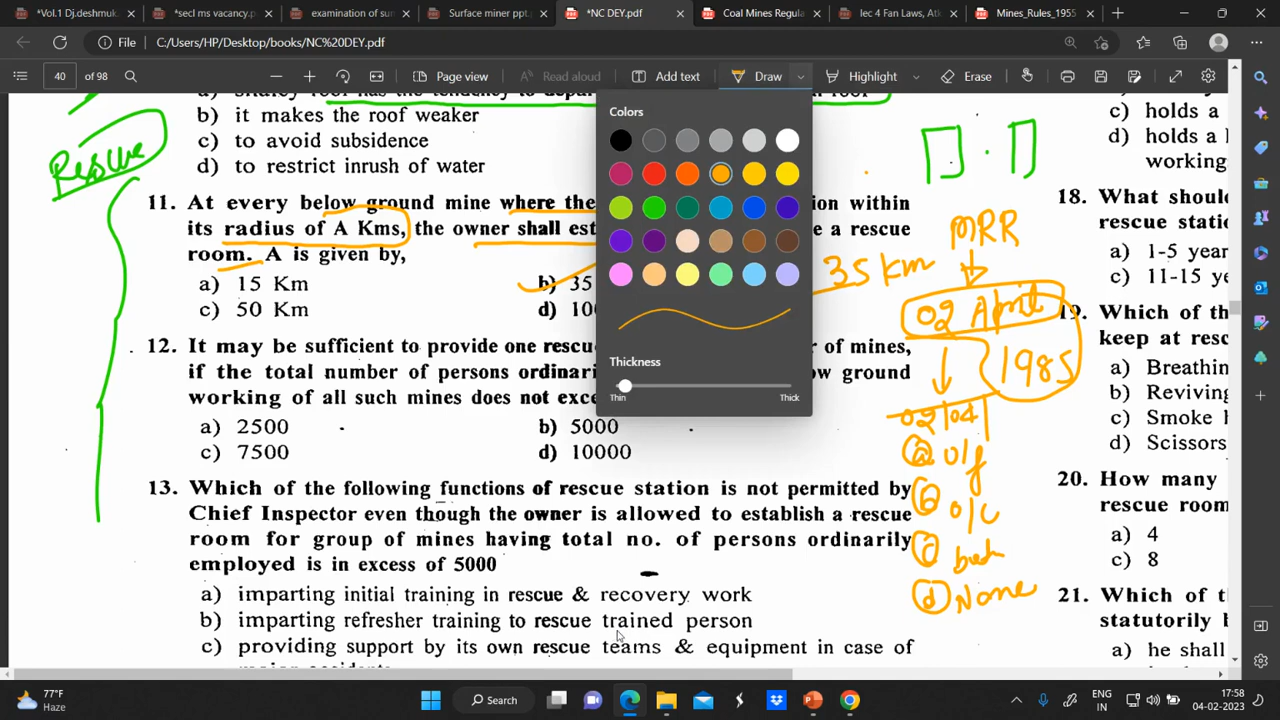 *Vol.1 Dj.deshmuk
*secl ms vacancy.p
examination of sur
Surface miner ppt.
*NC DEY.pdf
Coal Mines Regula
lec 4 Fan Laws, Atk
Mines_Rules_1955
File C:/Users/HP/Desktop/books/NC%20DEY.pdf
40 of 98 Page view Read aloud Add text Draw Highlight Erase
Colors
Thickness
Thin Thick
Rescue
b) it makes the roof weaker
c) to avoid subsidence
d) to restrict inrush of water
11. At every below ground mine where the
ion within
its radius of A Kms, the owner shall est
e a rescue
room. A is given by,
a) 15 Km
b) 35
c) 50 Km
d) 10
12. It may be sufficient to provide one rescu
r of mines,
if the total number of persons ordinari
ow ground
working of all such mines does not exce
a) 2500
b) 5000
c) 7500
d) 10000
13. Which of the following functions of rescue station is not permitted by
Chief Inspector even though the owner is allowed to establish a rescue
room for group of mines having total no. of persons ordinarily
employed is in excess of 5000
a) imparting initial training in rescue & recovery work
b) imparting refresher training to rescue trained person
c) providing support by its own rescue teams & equipment in case of
MRR
35 Km
02 April
1985
02/04/
a o/f
b o/c
c both
d None
c) holds a
d) holds a
working
18. What shoul
rescue stati
a) 1-5 year
c) 11-15 ye
19. Which of th
keep at resc
a) Breathin
b) Reviving
c) Smoke h
d) Scissors
20. How many
rescue room
a) 4
c) 8
21. Which of t
statutorily b
a) he shall
77°F
Haze
Search
ENG
IN
17:58
04-02-2023